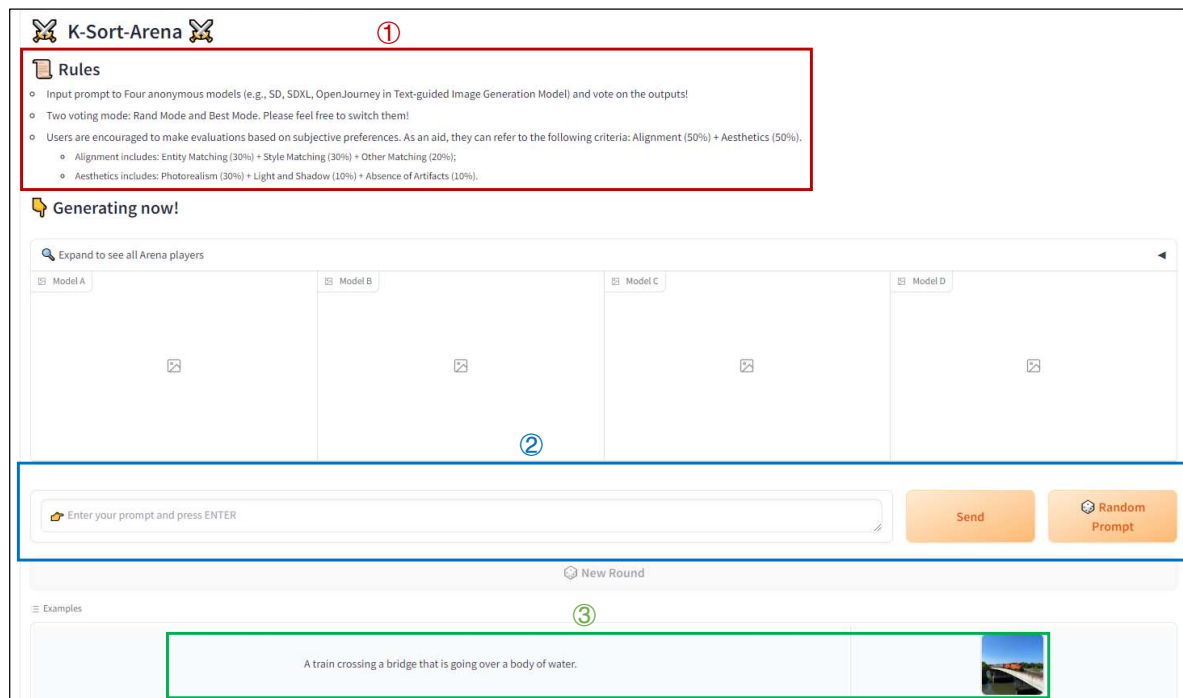 K-Sort-Arena
①
Rules
Input prompt to Four anonymous models (e.g., SD, SDXL, OpenJourney in Text-guided Image Generation Model) and vote on the outputs!
Two voting mode: Rand Mode and Best Mode. Please feel free to switch them!
Users are encouraged to make evaluations based on subjective preferences. As an aid, they can refer to the following criteria: Alignment (50%) + Aesthetics (50%).
Alignment includes: Entity Matching (30%) + Style Matching (30%) + Other Matching (20%);
Aesthetics includes: Photorealism (30%) + Light and Shadow (10%) + Absence of Artifacts (10%).
Generating now!
Expand to see all Arena players
Model A
Model B
Model C
Model D
②
Enter your prompt and press ENTER
Send
Random
Prompt
New Round
Examples
③
A train crossing a bridge that is going over a body of water.